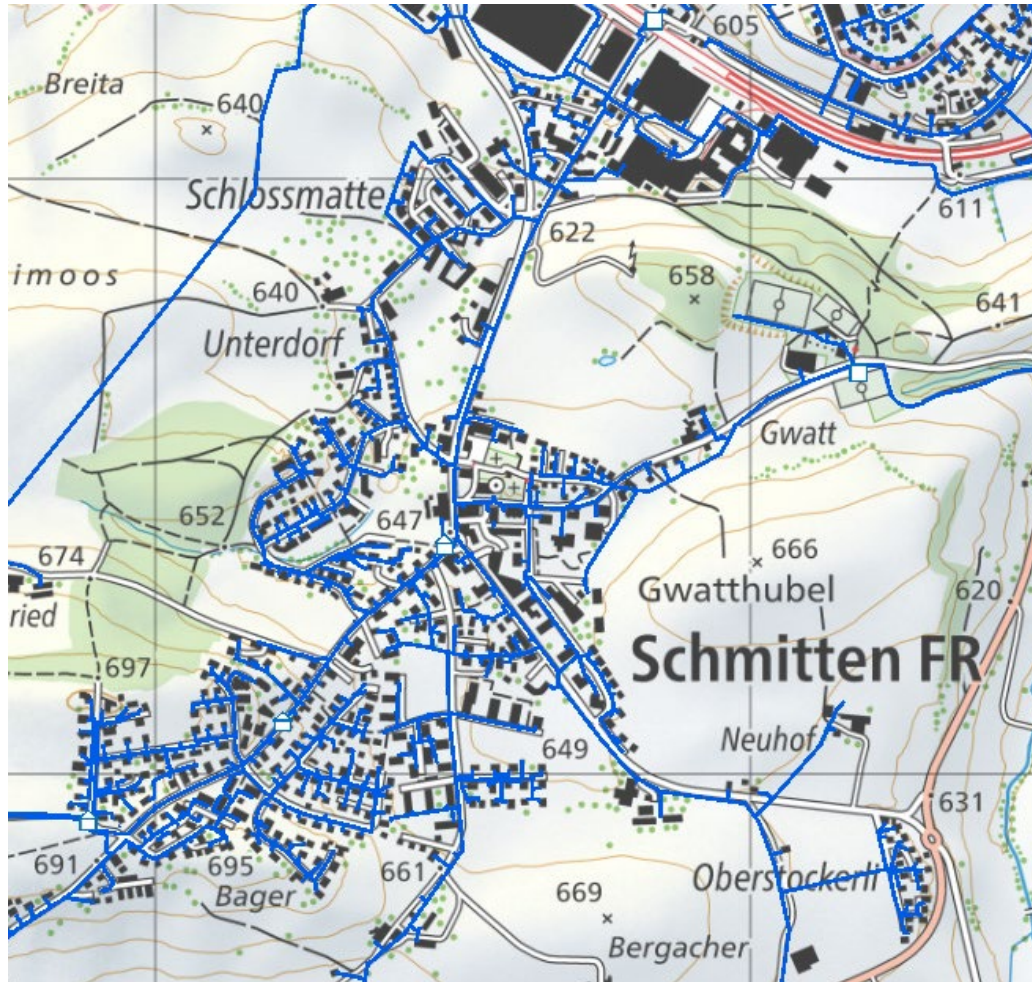 605
Breita
640
Schlossmatte
611
622
imoos
658
640
641
Unterdorf
Gwatt
652
647
674
666
Gwatthubel
620
ried
Schmitten FR
697
Neuhof
649
631
691
695
661
Oberstockerli
Bager
669
Bergacher